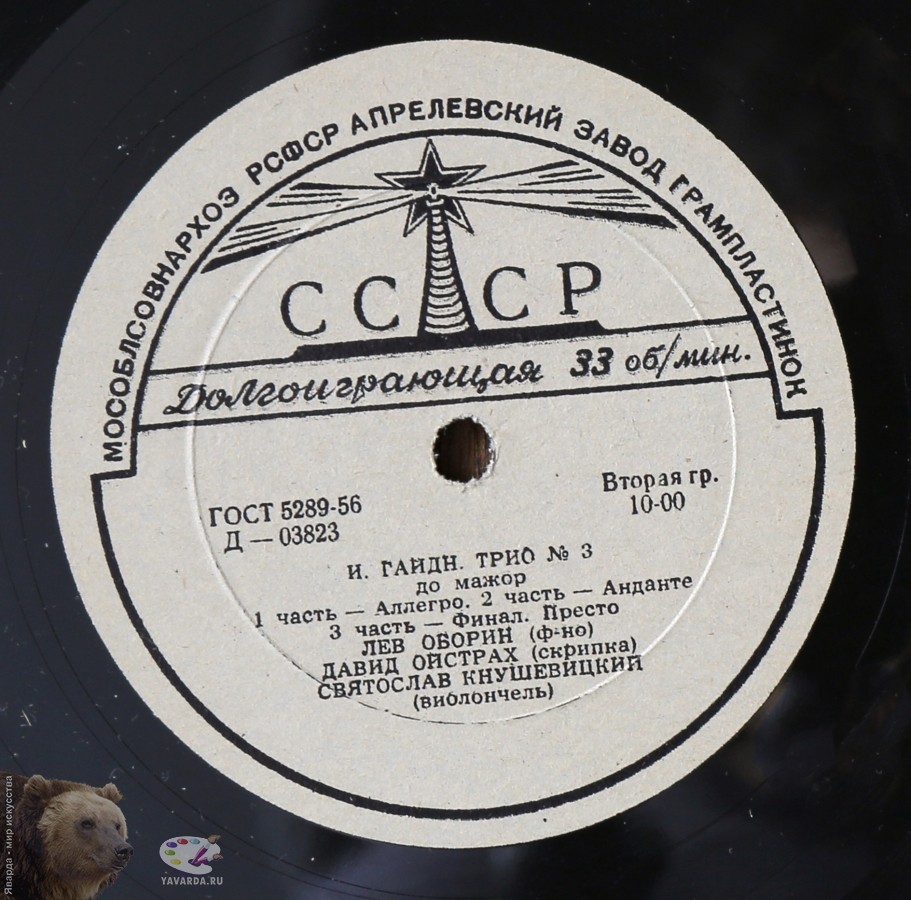 МОСОБЛСОВНАРХОЗ РСФСР АПРЕЛЕВСКИЙ ЗАВОД ГРАМПЛАСТИНОК
СССР
Долгоиграющая 33 об/мин.
ГОСТ 5289-56
Д — 03823
Вторая гр.
10-00
И. ГАЙДН. ТРИО № 3
до мажор
1 часть — Аллегро. 2 часть — Анданте
3 часть — Финал. Престо
ЛЕВ ОБОРИН (ф-но)
ДАВИД ОЙСТРАХ (скрипка)
СВЯТОСЛАВ КНУШЕВИЦКИЙ
(виолончель)
Яварда - мир искусства
YAVARDA.RU